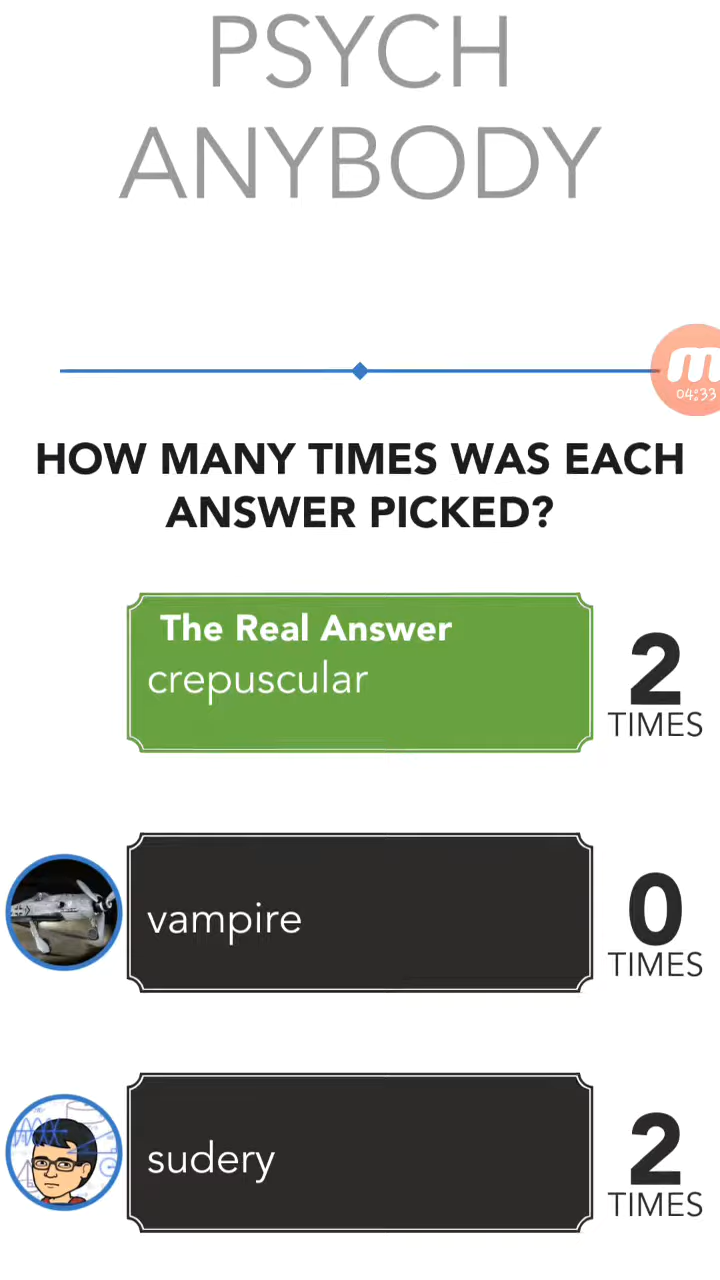 PSYCH
ANYBODY
m
04:33
HOW MANY TIMES WAS EACH
ANSWER PICKED?
The Real Answer
crepuscular
2
TIMES
vampire
0
TIMES
sudery
2
TIMES